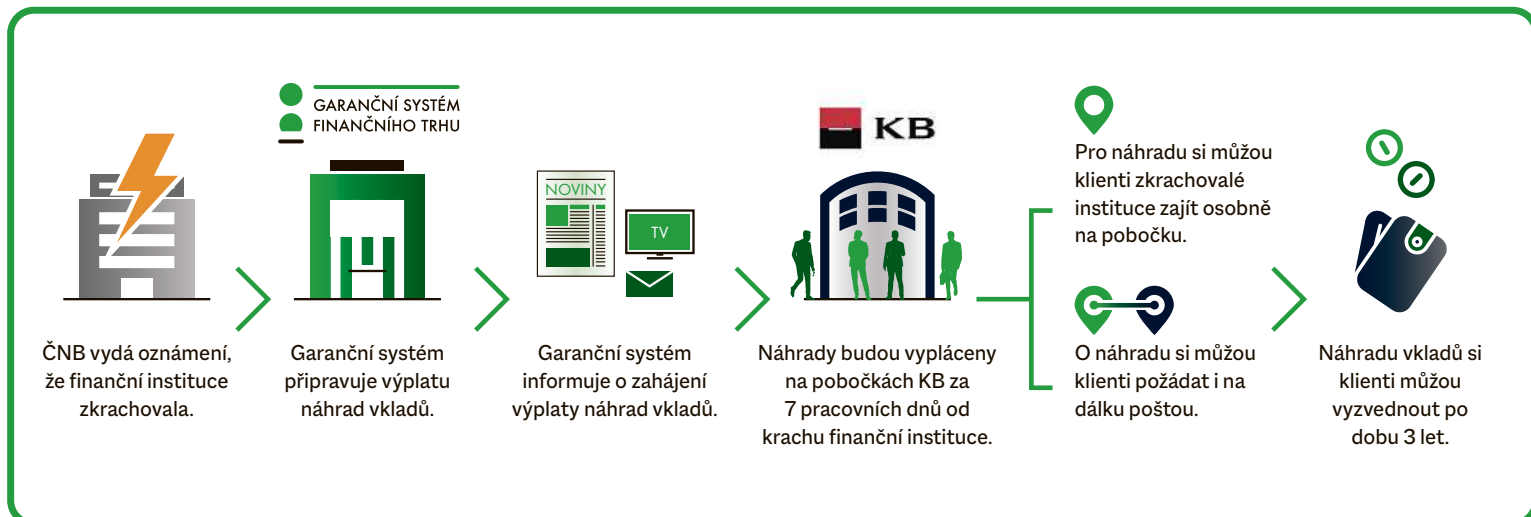 GARANČNÍ SYSTÉM
FINANČNÍHO TRHU
NOVINY
TV
KB
Pro náhradu si můžou
klienti zkrachovalé
instituce zajít osobně
na pobočku.
ČNB vydá oznámení,
že finanční instituce
zkrachovala.
Garanční systém
připravuje výplatu
náhrad vkladů.
Garanční systém
informuje o zahájení
výplaty náhrad vkladů.
Náhrady budou vypláceny
na pobočkách KB za
7 pracovních dnů od
krachu finanční instituce.
O náhradu si můžou
klienti požádat i na
dálku poštou.
Náhradu vkladů si
klienti můžou
vyzvednout po
dobu 3 let.